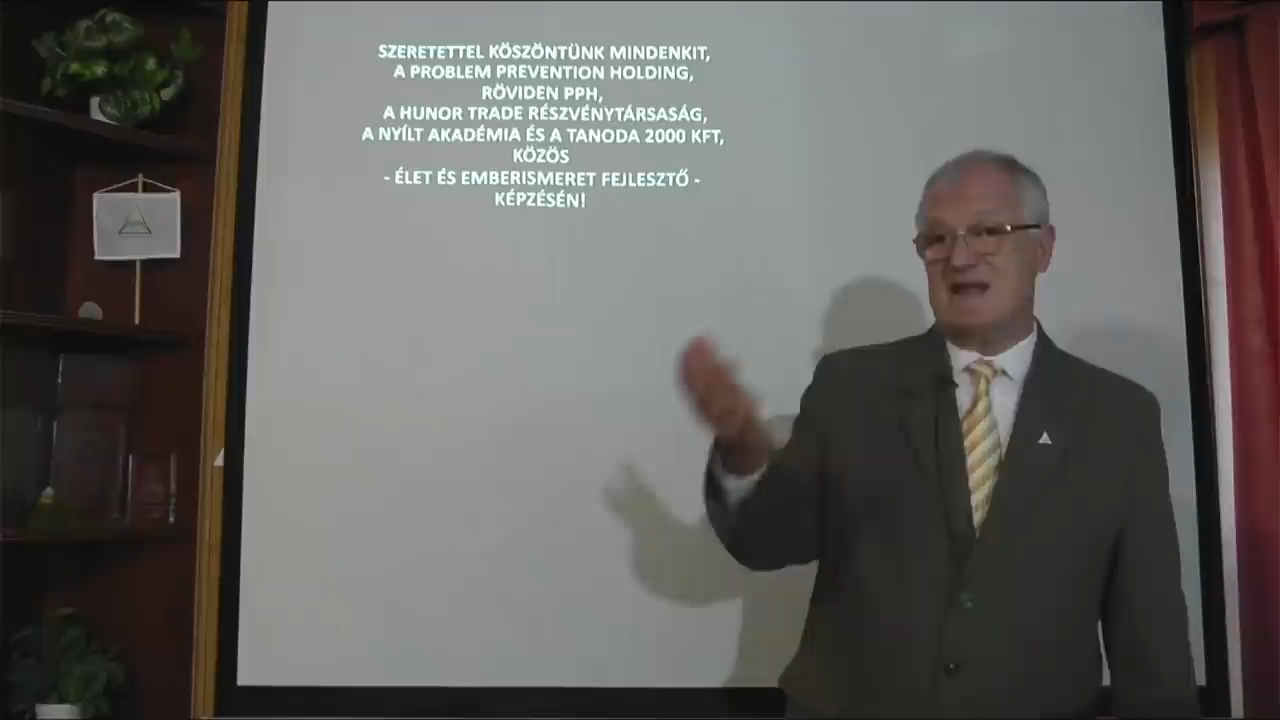 SZERETETTEL KÖSZÖNTÜNK MINDENKIT,
A PROBLEM PREVENTION HOLDING,
RÖVIDEN PPH,
A HUNOR TRADE RÉSZVÉNYTÁRSASÁG,
A NYÍLT AKADÉMIA ÉS A TANODA 2000 KFT,
KÖZÖS
- ÉLET ÉS EMBERISMERET FEJLESZTŐ -
KÉPZÉSÉN!